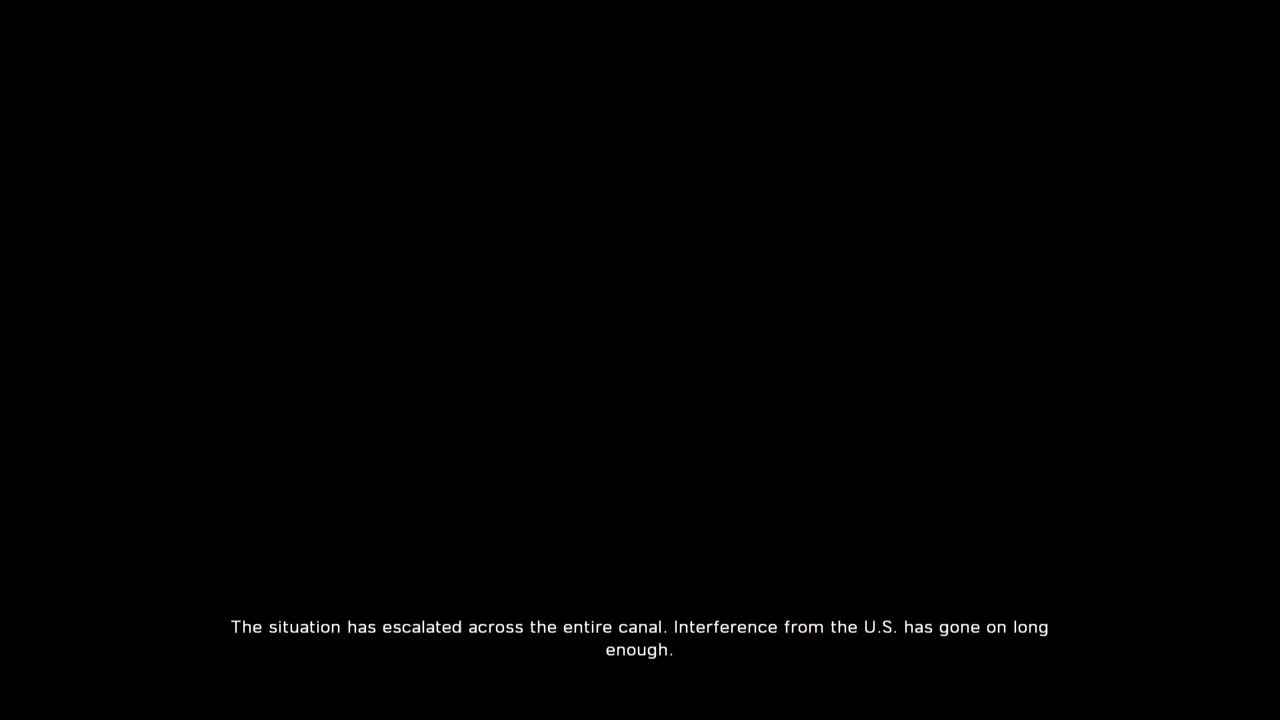 The situation has escalated across the entire canal. Interference from the U.S. has gone on long
enough.